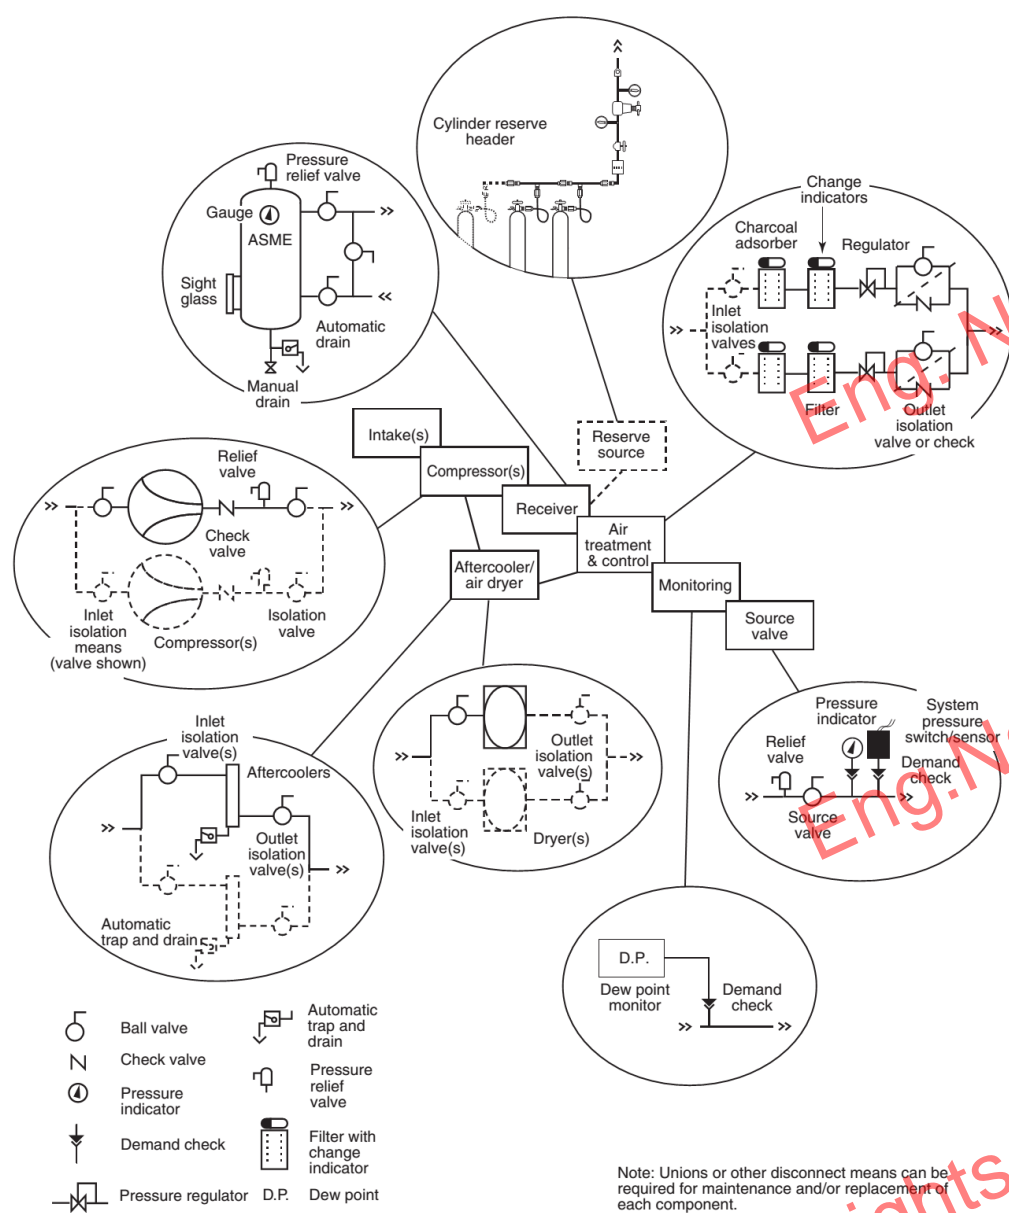 Cylinder reserve
header
Pressure
relief valve
Gauge
ASME
Sight
glass
Automatic
drain
Manual
drain
Change
indicators
Charcoal
adsorber
Regulator
Inlet
isolation
valves
Filter
Outlet
isolation
valve or check
Intake(s)
Compressor(s)
Receiver
Reserve
source
Air
treatment
& control
Aftercooler/
air dryer
Monitoring
Source
valve
Relief
valve
Check
valve
Inlet
isolation
means
(valve shown)
Compressor(s)
Isolation
valve
Inlet
isolation
valve(s)
Aftercoolers
Outlet
isolation
valve(s)
Automatic
trap and drain
Outlet
isolation
valve(s)
Inlet
isolation
valve(s)
Dryer(s)
Pressure
indicator
System
pressure
switch/sensor
Relief
valve
Demand
check
Source
valve
D.P.
Dew point
monitor
Demand
check
Ball valve
Check valve
Pressure
indicator
Demand check
Pressure regulator
Automatic
trap and
drain
Pressure
relief
valve
Filter with
change
indicator
D.P. Dew point
Note: Unions or other disconnect means can be
required for maintenance and/or replacement of
each component.